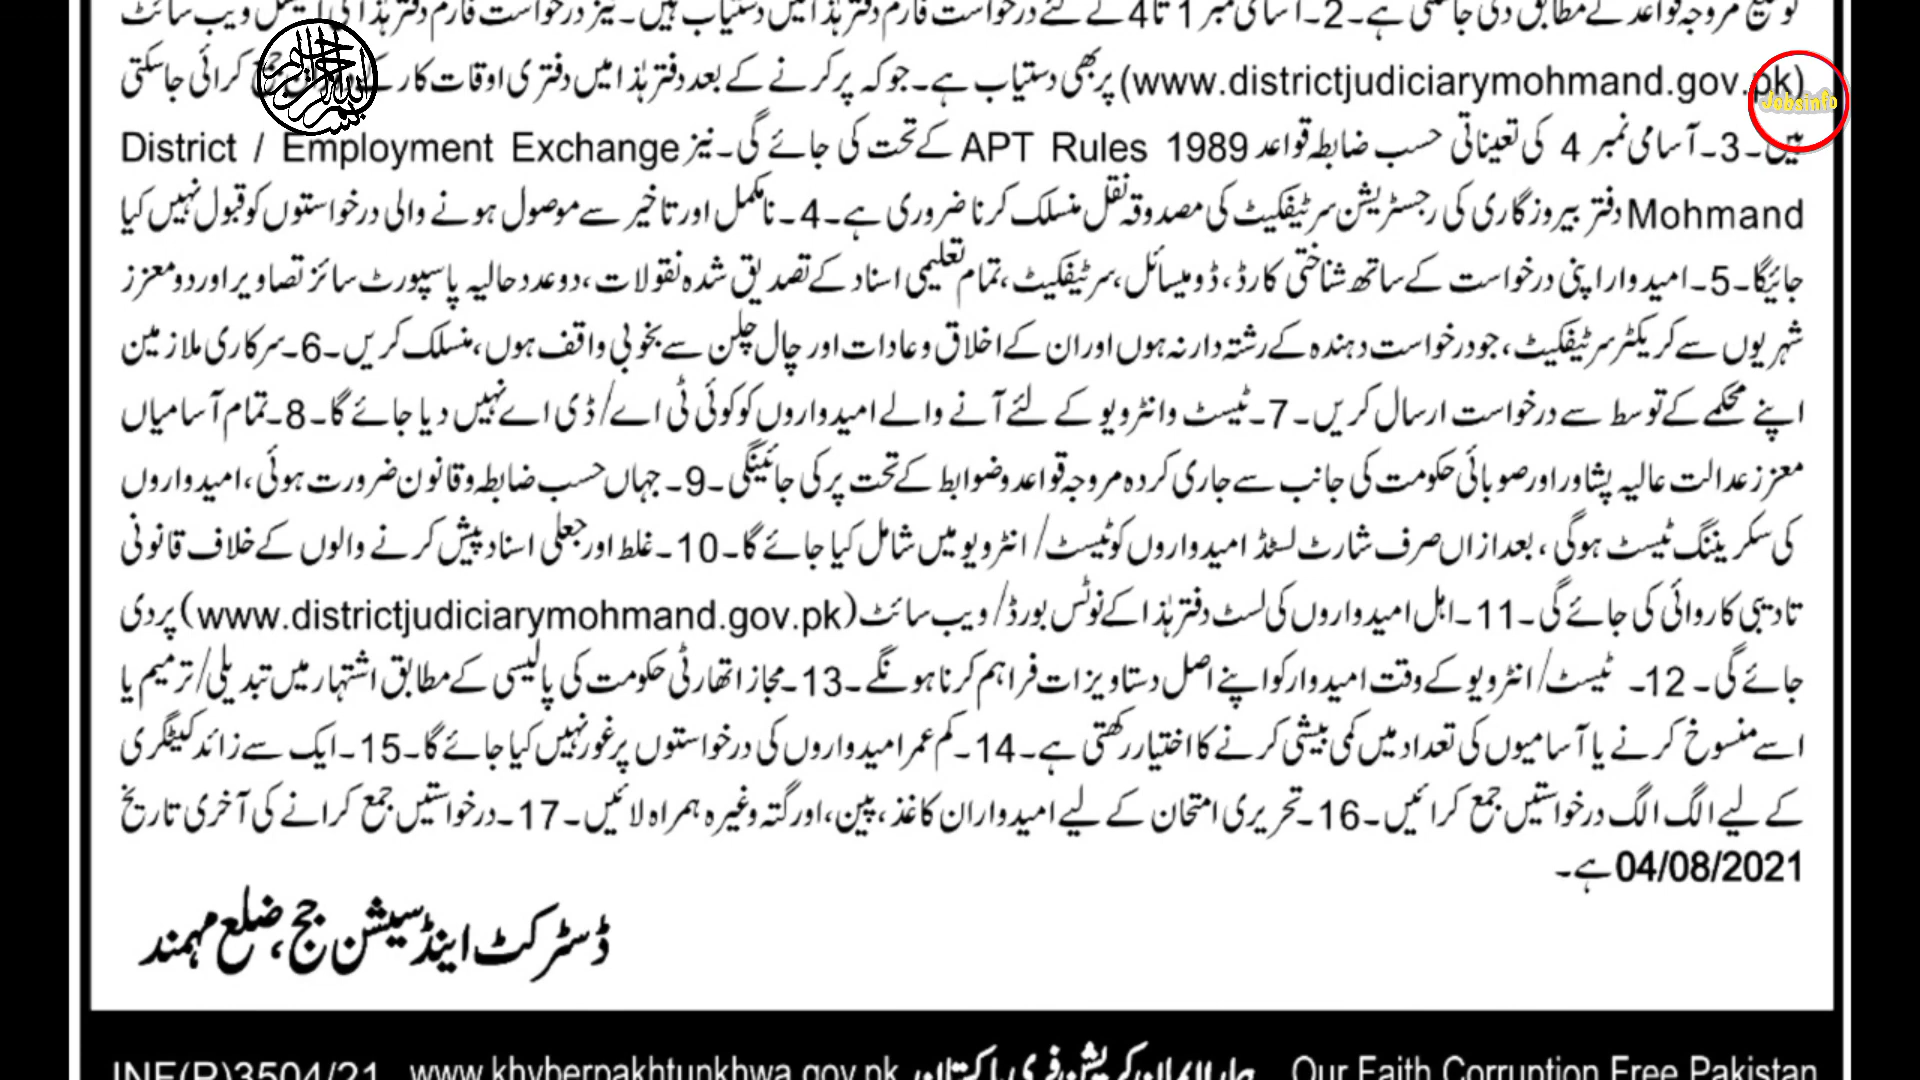 توسیع مروجہ قواعد کے مطابق دی جاسکتی ہے۔2۔آسامی نمبر 1 تا 4 کے لئے درخواست فارم دفتر ہذا میں دستیاب ہیں۔ نیز درخواست فارم دفتر ہذا کی ویب سائٹ
(www.districtjudiciarymohmand.gov.pk) پر بھی دستیاب ہے۔ جو کہ پر کرنے کے بعد دفتر ہذا میں دفتری اوقات کار کے جمع کرائی جاسکتی
ہیں۔3۔آسامی نمبر 4 کی تعیناتی حسب ضابطہ قواعد APT Rules 1989 کے تحت کی جائے گی۔ نیز District / Employment Exchange
Mohmand دفتر بیروزگاری کی رجسٹریشن سرٹیفکیٹ کی مصدوقہ نقل منسلک کرنا ضروری ہے۔4۔نامکمل اور تاخیر سے موصول ہونے والی درخواستوں کو قبول نہیں کیا
جائیگا۔5۔امیدوار اپنی درخواست کے ساتھ شناختی کارڈ، ڈومیسائل، سرٹیفکیٹ، تمام تعلیمی اسناد کے تصدیق شدہ نقولات، دو عدد حالیہ پاسپورٹ سائز تصاویر اور دو معزز
شہریوں سے کریکٹر سرٹیفکیٹ، جو درخواست دہندہ کے رشتہ دار نہ ہوں اور ان کے اخلاق و عادات اور چال چلن سے بخوبی واقف ہوں، منسلک کریں۔6۔سرکاری ملازمین
اپنے محکمے کے توسط سے درخواست ارسال کریں۔7۔ٹیسٹ و انٹرویو کے لئے آنے والے امیدواروں کو کوئی ٹی اے/ ڈی اے نہیں دیا جائے گا۔8۔تمام آسامیاں
معزز عدالت عالیہ پشاور اور صوبائی حکومت کی جانب سے جاری کردہ مروجہ قواعد و ضوابط کے تحت پر کی جائینگی۔9۔جہاں حسب ضابطہ و قانون ضرورت ہوئی، امیدواروں
کی سکریننگ ٹیسٹ ہوگی، بعد ازاں صرف شارٹ لسٹڈ امیدواروں کو ٹیسٹ/ انٹرویو میں شامل کیا جائے گا۔10۔غلط اور جعلی اسناد پیش کرنے والوں کے خلاف قانونی
تادیبی کاروائی کی جائے گی۔11۔اہل امیدواروں کی لسٹ دفتر ہذا کے نوٹس بورڈ/ ویب سائٹ (www.districtjudiciarymohmand.gov.pk) پر دی
جائے گی۔12۔ ٹیسٹ/ انٹرویو کے وقت امیدوار کو اپنے اصل دستاویزات فراہم کرنا ہونگے۔13۔مجاز اتھارٹی حکومت کی پالیسی کے مطابق اشتہار میں تبدیلی/ ترمیم یا
اسے منسوخ کرنے یا آسامیوں کی تعداد میں کمی بیشی کرنے کا اختیار رکھتی ہے۔14۔کم عمر امیدواروں کی درخواستوں پر غور نہیں کیا جائے گا۔15۔ایک سے زائد کیٹگری
کے لیے الگ الگ درخواستیں جمع کرائیں۔16۔تحریری امتحان کے لیے امیدواران کاغذ، پین، اور گتہ وغیرہ ہمراہ لائیں۔17۔درخواستیں جمع کرانے کی آخری تاریخ
04/08/2021 ہے۔
ڈسٹرکٹ اینڈ سیشن جج، ضلع مہمند
INF(R)3504/21 www.khyberpakhtunkhwa.gov.pk ہمارا ایمان کرپشن فری پاکستان Our Faith Corruption Free Pakistan
Jobsinfo